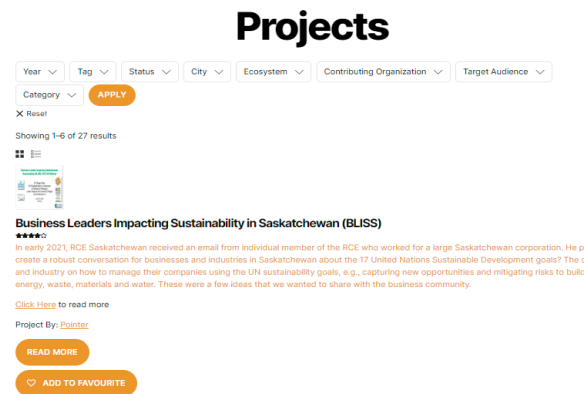 Projects
Year Tag Status City Ecosystem Contributing Organization Target Audience
Category APPLY
Reset
Showing 1–6 of 27 results
Business Leaders Impacting Sustainability in Saskatchewan (BLISS)
In early 2021, RCE Saskatchewan received an email from individual member of the RCE who worked for a large Saskatchewan corporation. He p
create a robust conversation for businesses and industries in Saskatchewan about the 17 United Nations Sustainable Development goals? The
and industry on how to manage their companies using the UN sustainability goals, e.g., capturing new opportunities and mitigating risks to build
energy, waste, materials and water. These were a few ideas that we wanted to share with the business community.
Click Here to read more
Project By: Pointer
READ MORE
ADD TO FAVOURITE